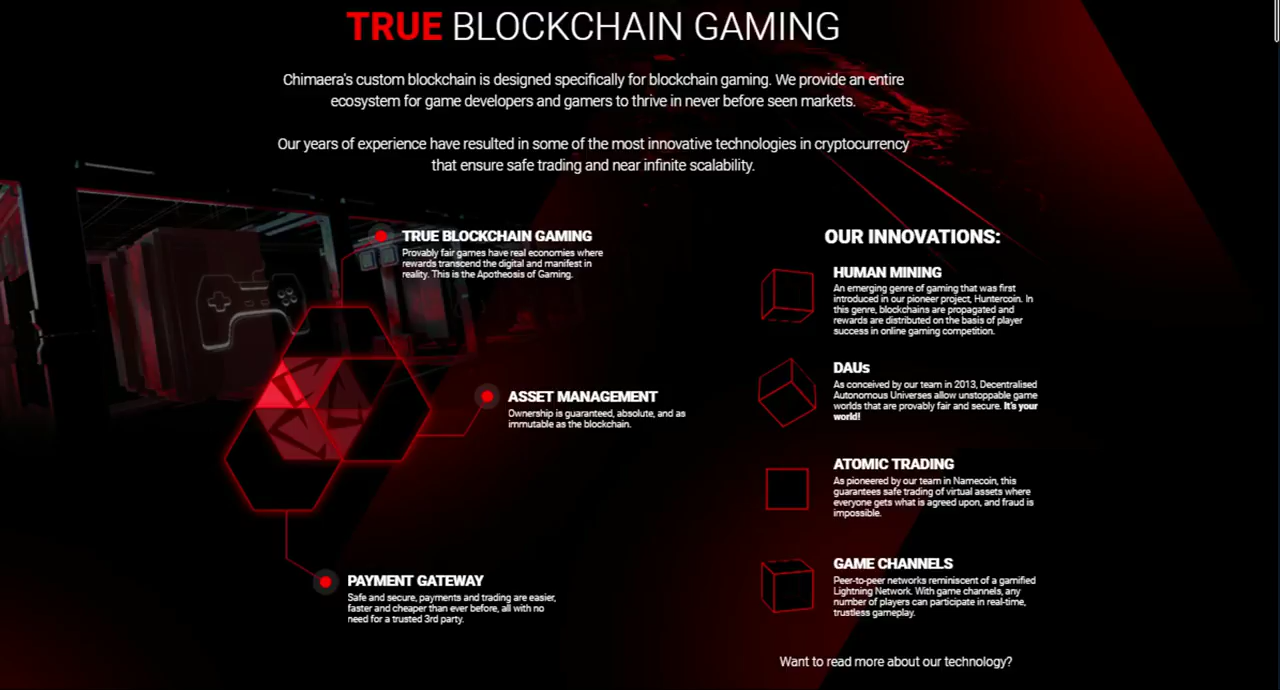 TRUE BLOCKCHAIN GAMING
Chimaera's custom blockchain is designed specifically for blockchain gaming. We provide an entire
ecosystem for game developers and gamers to thrive in never before seen markets.
Our years of experience have resulted in some of the most innovative technologies in cryptocurrency
that ensure safe trading and near infinite scalability.
TRUE BLOCKCHAIN GAMING
Provably fair games have real economies where
rewards transcend the digital and manifest in
reality. This is the Apotheosis of Gaming.
ASSET MANAGEMENT
Ownership is guaranteed, absolute, and as
immutable as the blockchain.
PAYMENT GATEWAY
Safe and secure, payments and trading are easier,
faster and cheaper than ever before, all with no
need for a trusted 3rd party.
OUR INNOVATIONS:
HUMAN MINING
An emerging genre of gaming that was first
introduced in our pioneer project, Huntercoin. In
this genre, blockchains are propagated and
rewards are distributed on the basis of player
success in online gaming competition.
DAUs
As conceived by our team in 2013, Decentralised
Autonomous Universes allow unstoppable game
worlds that are provably fair and secure. It's your
world!
ATOMIC TRADING
As pioneered by our team in Namecoin, this
guarantees safe trading of virtual assets where
everyone gets what is agreed upon, and fraud is
impossible.
GAME CHANNELS
Peer-to-peer networks reminiscent of a gamified
Lightning Network. With game channels, any
number of players can participate in real-time,
trustless gameplay.
Want to read more about our technology?